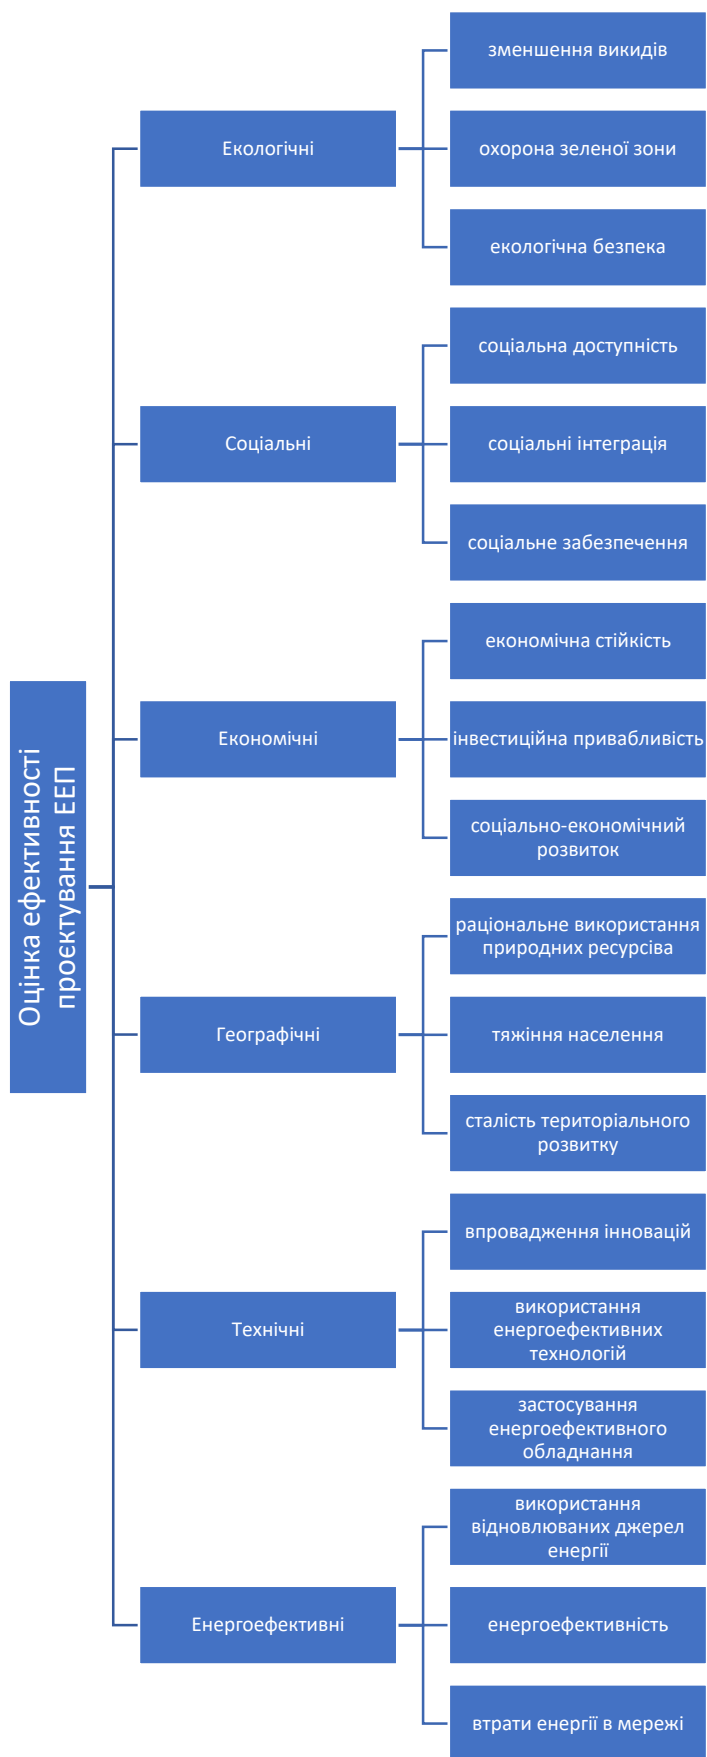 Оцінка ефективності
проєктування ЕЕП
Екологічні
зменшення викидів
охорона зеленої зони
екологічна безпека
Соціальні
соціальна доступність
соціальні інтеграція
соціальне забезпечення
Економічні
економічна стійкість
інвестиційна привабливість
соціально-економічний
розвиток
Географічні
раціональне використання
природних ресурсіва
тяжіння населення
сталість територіального
розвитку
Технічні
впровадження інновацій
використання
енергоефективних
технологій
застосування
енергоефективного
обладнання
Енергоефективні
використання
відновлюваних джерел
енергії
енергоефективність
втрати енергії в мережі